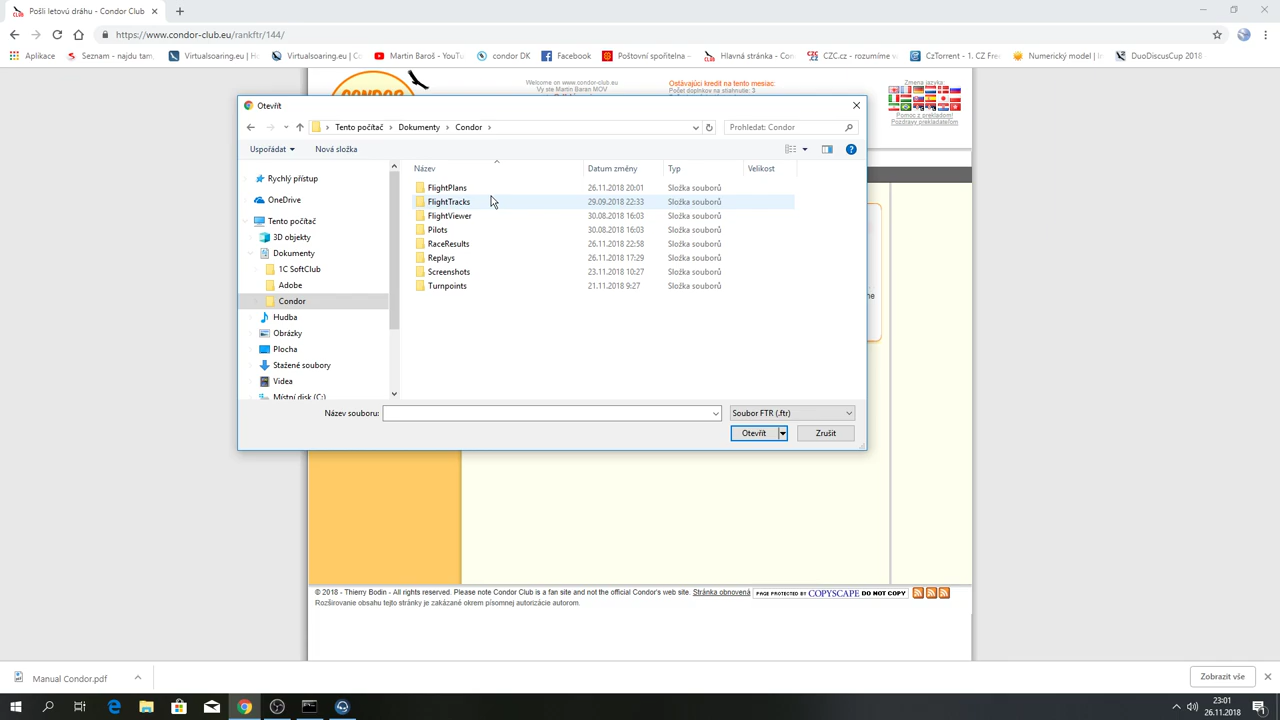 Pošli letovú dráhu - Condor Club
https://www.condor-club.eu/rankftr/144/
Aplikace
Seznam - najdu tam.
Virtualsoaring.eu | H
Virtualsoaring.eu | Co
Martin Baroš - YouTu
condor DK
Facebook
Poštovní spořitelna –
Hlavná stránka - Con
CZC.cz - rozumíme v
CzTorrent - 1. CZ Free
Numerický model | In
DuoDiscusCup 2018
CONDOR
Welcome on www.condor-club.eu
Vy ste Martin Baran MOV
Ostávajúci kredit na tento mesiac:
Počet doplnkov na stiahnutie: 3
Zmena jazyka:
Pomoc z prekladem!
Pozdravy prekladateľom
Otevřít
Tento počítač
Dokumenty
Condor
Prohledat: Condor
Uspořádat
Nová složka
Název
Datum změny
Typ
Velikost
FlightPlans 26.11.2018 20:01 Složka souborů
FlightTracks 29.09.2018 22:33 Složka souborů
FlightViewer 30.08.2018 16:03 Složka souborů
Pilots 30.08.2018 16:03 Složka souborů
RaceResults 26.11.2018 22:58 Složka souborů
Replays 26.11.2018 17:29 Složka souborů
Screenshots 23.11.2018 10:27 Složka souborů
Turnpoints 21.11.2018 9:27 Složka souborů
Rychlý přístup
OneDrive
Tento počítač
3D objekty
Dokumenty
1C SoftClub
Adobe
Condor
Hudba
Obrázky
Plocha
Stažené soubory
Videa
Místní disk (C:)
ne
Název souboru:
Soubor FTR (.ftr)
Otevřít
Zrušit
© 2018 - Thierry Bodin - All rights reserved. Please note Condor Club is a fan site and not the official Condor's web site. Stránka obnovená
PAGE PROTECTED BY COPYSCAPE DO NOT COPY
Rozširovanie obsahu tejto stránky je zakázané okrem písomnej autorizácie autorom.
Manual Condor.pdf
Zobrazit vše
23:01
26.11.2018
1